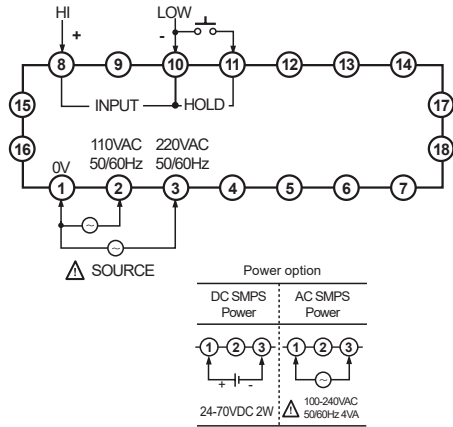 HI LOW
+ -
8 9 10 11 12 13 14
INPUT HOLD
15 17
16 18
110VAC 220VAC
0V 50/60Hz 50/60Hz
1 2 3 4 5 6 7
~
~
⚠ SOURCE
Power option
DC SMPS AC SMPS
Power Power
1 2 3 1 2 3
+ - ~
24-70VDC 2W ⚠ 100-240VAC
50/60Hz 4VA